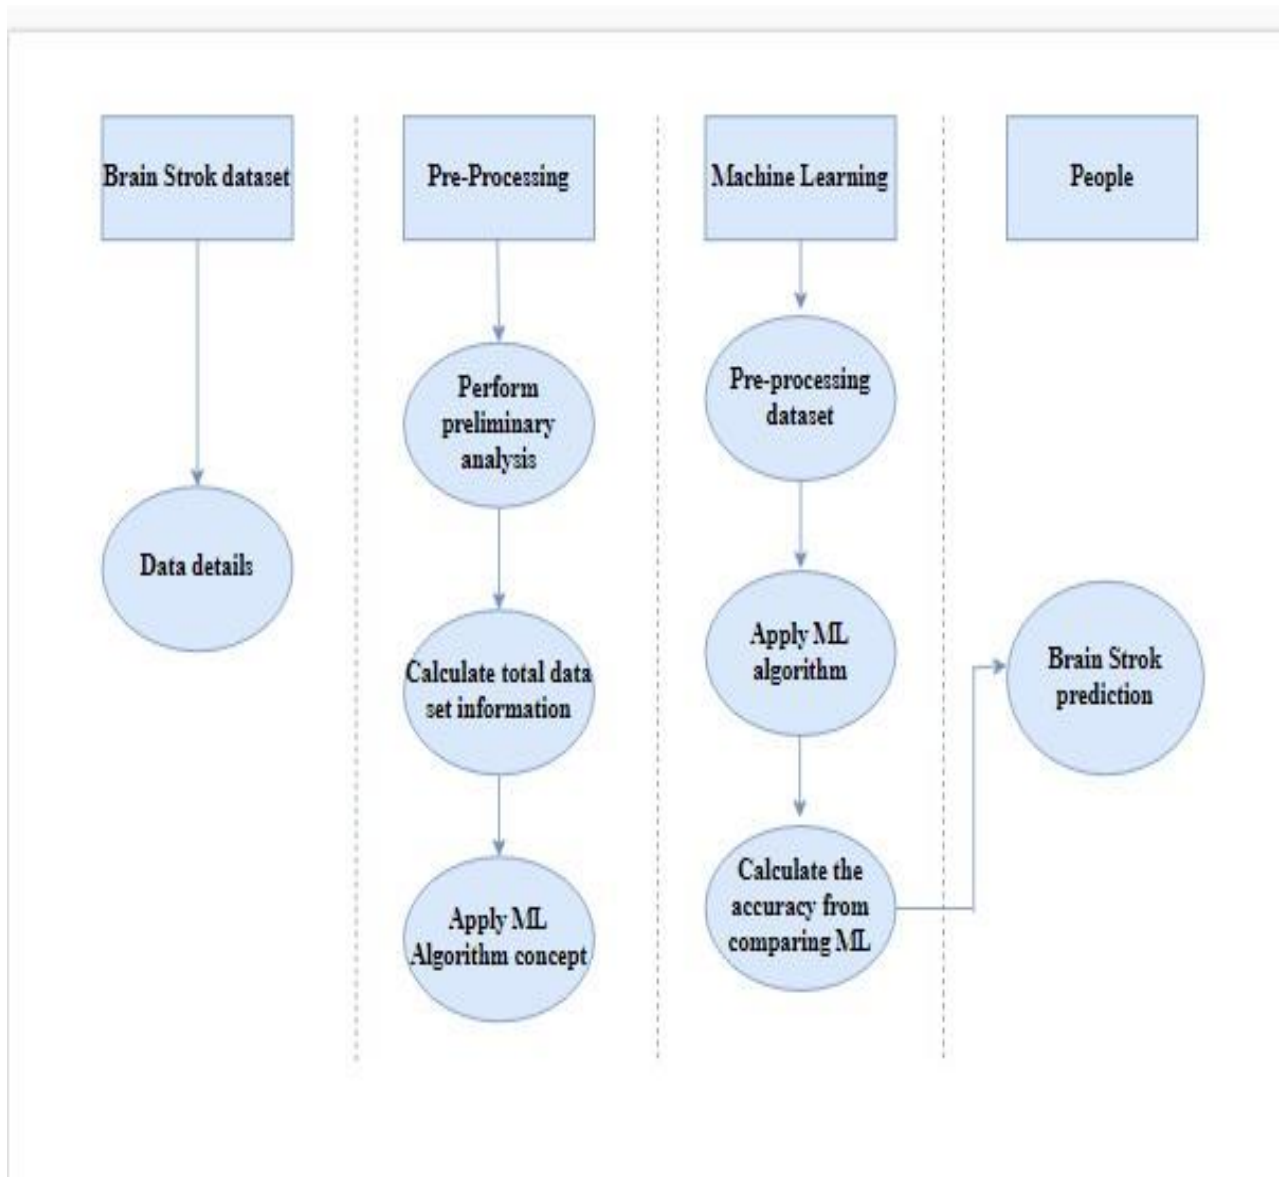 Brain Strok dataset
Pre-Processing
Machine Learning
People
Data details
Perform
preliminary
analysis
Calculate total data
set information
Apply ML
Algorithm concept
Pre-processing
dataset
Apply ML
algorithm
Calculate the
accuracy from
comparing ML
Brain Strok
prediction